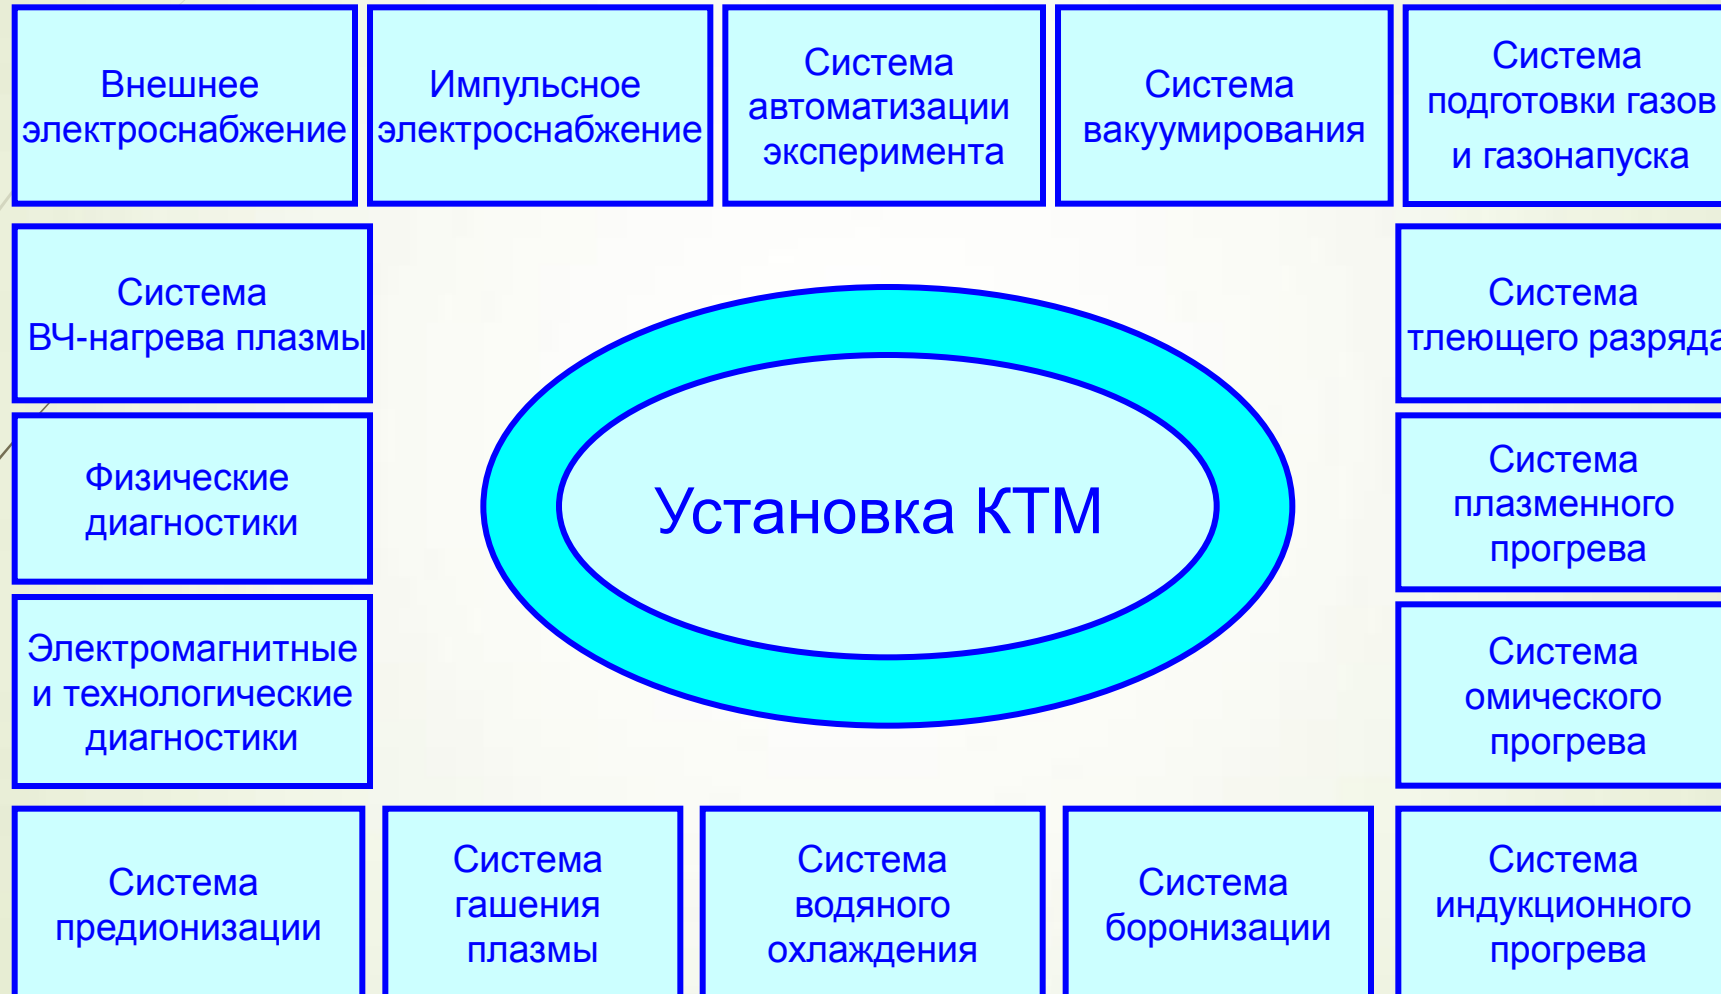 Внешнее
электроснабжение
Импульсное
электроснабжение
Система
автоматизации
эксперимента
Система
вакуумирования
Система
подготовки газов
и газонапуска
Система
ВЧ-нагрева плазмы
Система
тлеющего разряда
Физические
диагностики
Установка КТМ
Система
плазменного
прогрева
Электромагнитные
и технологические
диагностики
Система
омического
прогрева
Система
предионизации
Система
гашения
плазмы
Система
водяного
охлаждения
Система
боронизации
Система
индукционного
прогрева